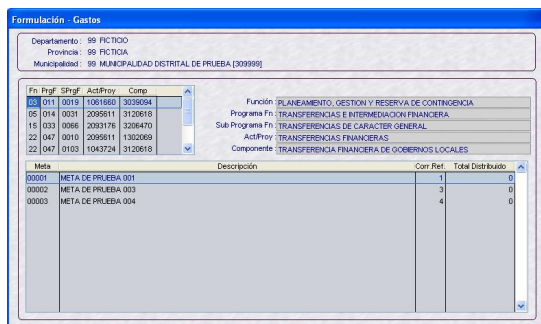 Formulación - Gastos
Departamento : 99 FICTICIO
Provincia : 99 FICTICIA
Municipalidad : 99 MUNICIPALIDAD DISTRITAL DE PRUEBA [309999]
Fn PrgF SPrgF Act/Proy Comp
03 011 0019 1061660 3039094
05 014 0031 2095611 3120618
15 033 0066 2093176 3206470
22 047 0010 2095611 1302069
22 047 0103 1043724 3120618
Función : PLANEAMIENTO, GESTION Y RESERVA DE CONTINGENCIA
Programa Fn : TRANSFERENCIAS E INTERMEDIACION FINANCIERA
Sub Programa Fn : TRANSFERENCIAS DE CARACTER GENERAL
Act/Proy : TRANSFERENCIAS FINANCIERAS
Componente : TRANSFERENCIA FINANCIERA DE GOBIERNOS LOCALES
Meta Descripción Corr.Ref. Total Distribuido
00001 META DE PRUEBA 001 1 0
00002 META DE PRUEBA 003 3 0
00003 META DE PRUEBA 004 4 0